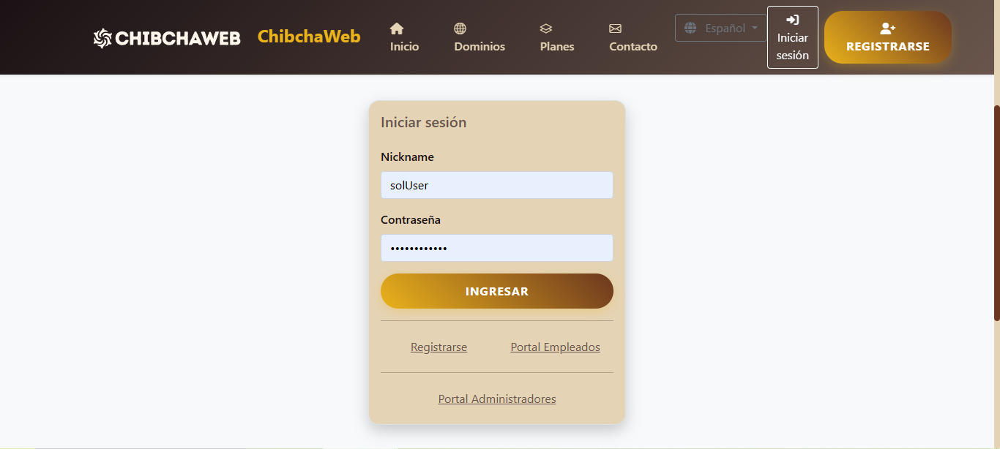 CHIBCHAWEB
ChibchaWeb
Inicio
Dominios
Planes
Contacto
Español
Iniciar
sesión
REGISTRARSE
Iniciar sesión
Nickname
solUser
Contraseña
••••••••••••
INGRESAR
Registrarse
Portal Empleados
Portal Administradores